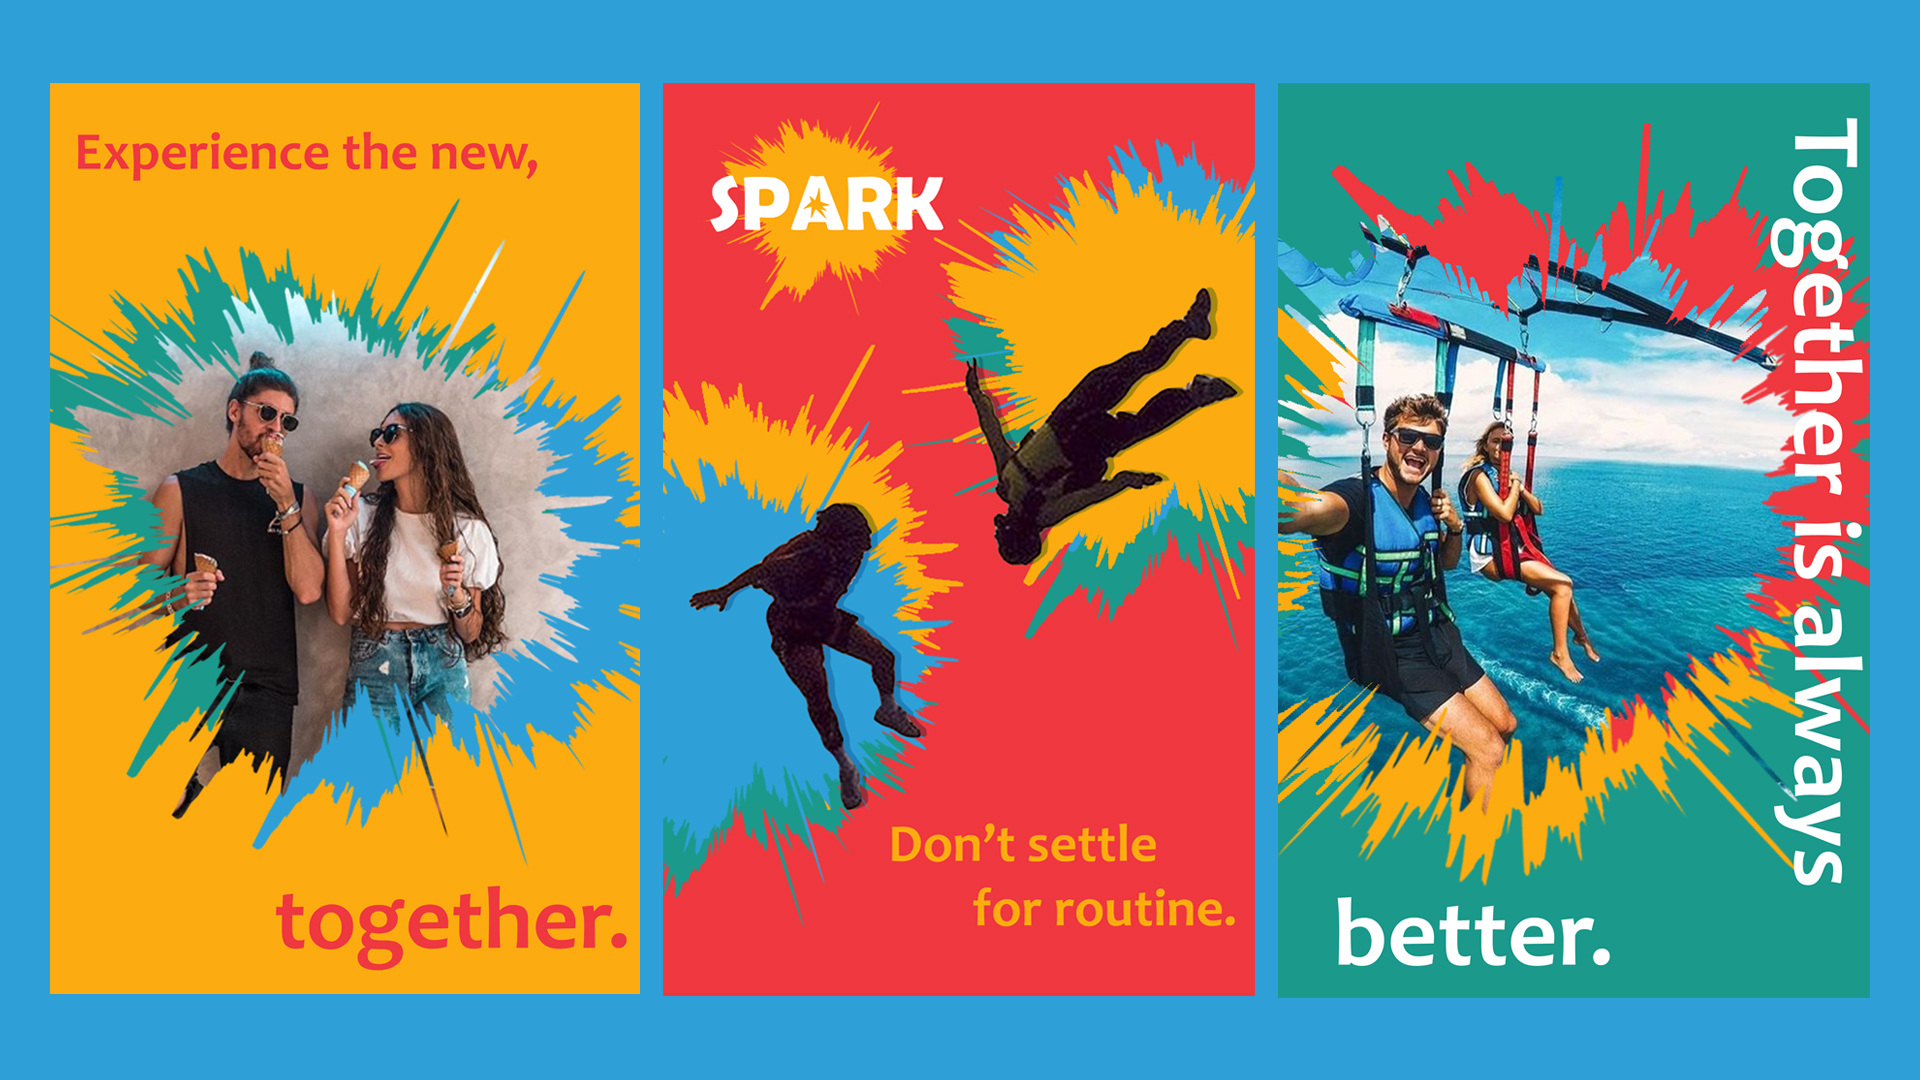 Experience the new,
together.
SPARK
Don’t settle
for routine.
Together is always
better.